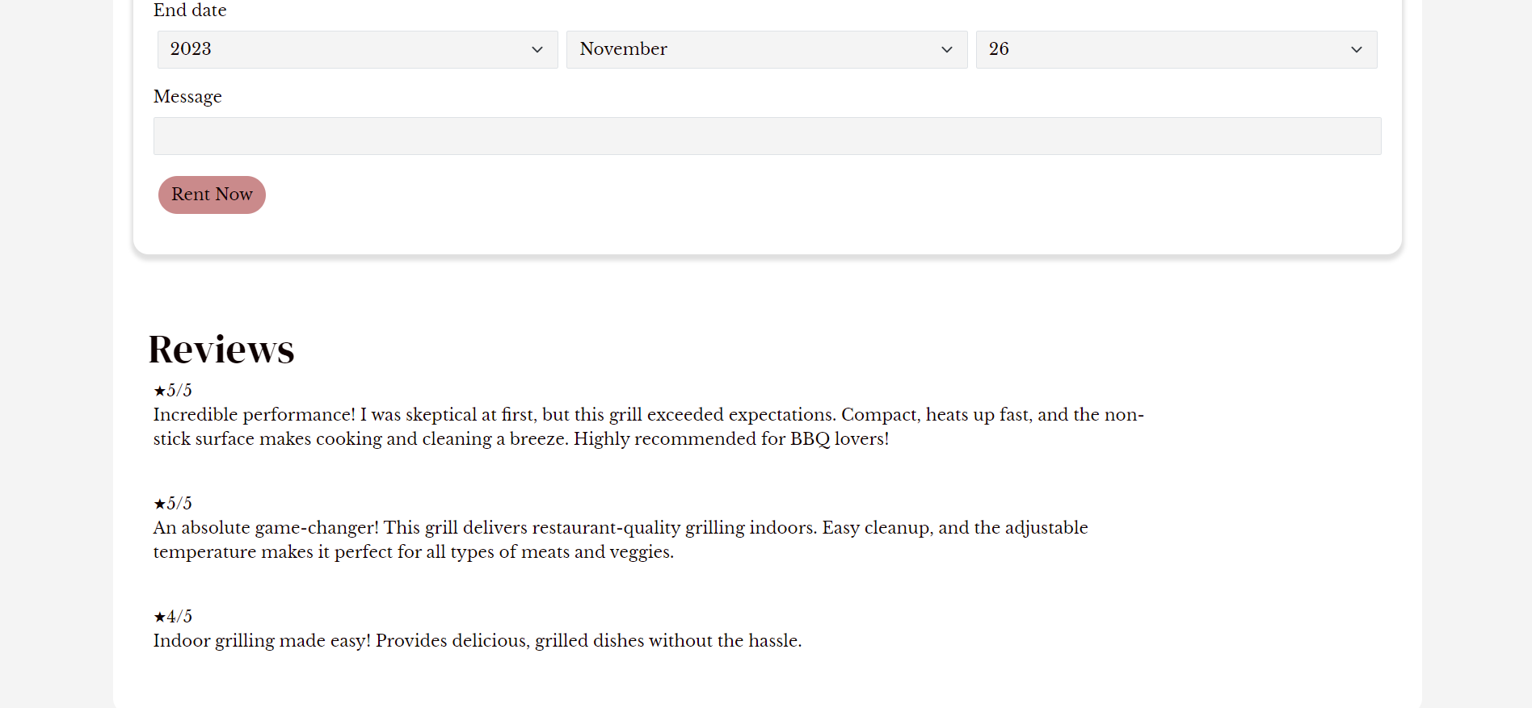 End date
2023 November 26
Message
Rent Now
Reviews
★5/5
Incredible performance! I was skeptical at first, but this grill exceeded expectations. Compact, heats up fast, and the non-
stick surface makes cooking and cleaning a breeze. Highly recommended for BBQ lovers!
★5/5
An absolute game-changer! This grill delivers restaurant-quality grilling indoors. Easy cleanup, and the adjustable
temperature makes it perfect for all types of meats and veggies.
★4/5
Indoor grilling made easy! Provides delicious, grilled dishes without the hassle.